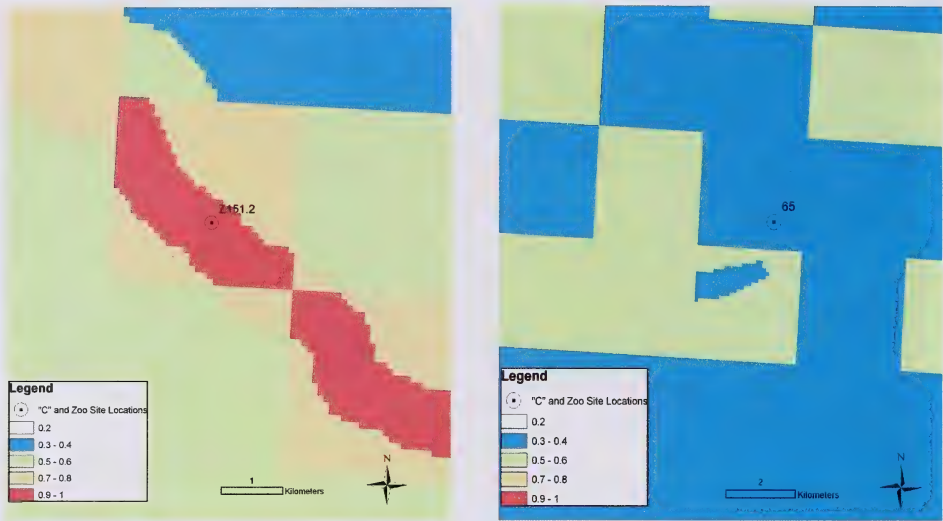 Z151.2
Legend
"C" and Zoo Site Locations
0.2
0.3 - 0.4
0.5 - 0.6
0.7 - 0.8
0.9 - 1
1
Kilometers
N
65
Legend
"C" and Zoo Site Locations
0.2
0.3 - 0.4
0.5 - 0.6
0.7 - 0.8
0.9 - 1
2
Kilometers
N